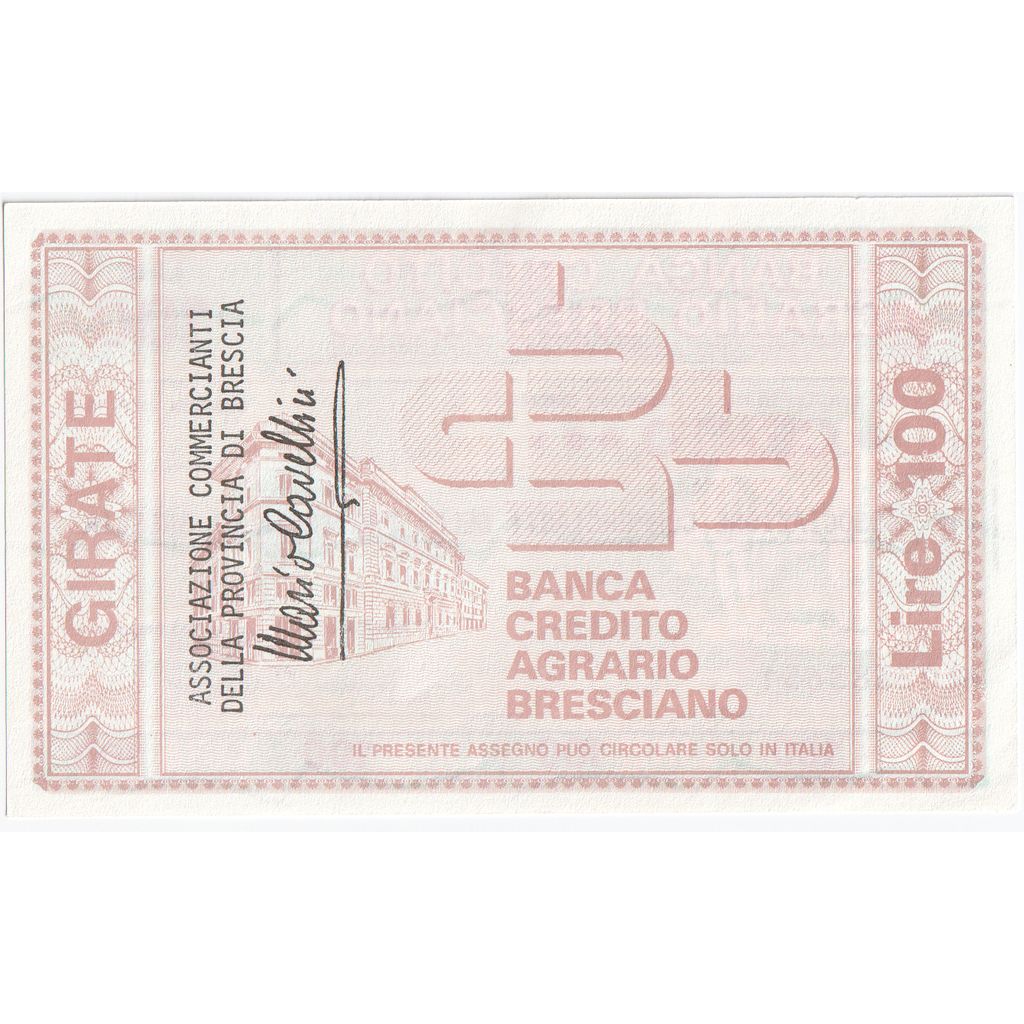 GIRATE
ASSOCIAZIONE COMMERCIANTI
DELLA PROVINCIA DI BRESCIA
BANCA
CREDITO
AGRARIO
BRESCIANO
IL PRESENTE ASSEGNO PUÒ CIRCOLARE SOLO IN ITALIA
Lire 100